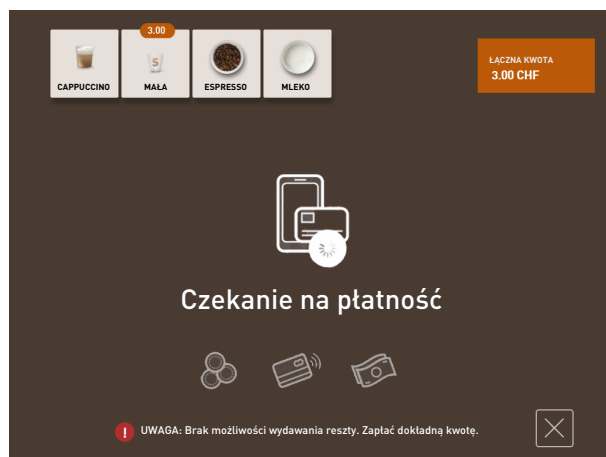 3.00
CAPPUCCINO
MAŁA
S
ESPRESSO
MLEKO
ŁĄCZNA KWOTA
3.00 CHF
Czekanie na płatność
! UWAGA: Brak możliwości wydawania reszty. Zapłać dokładną kwotę.